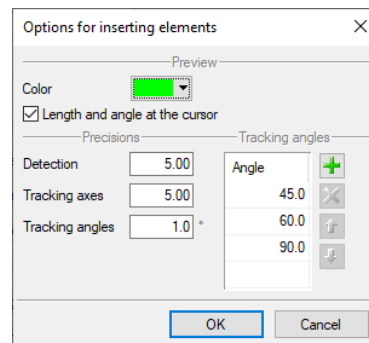 Options for inserting elements
Preview
Color
Length and angle at the cursor
Precisions
Detection 5.00
Tracking axes 5.00
Tracking angles 1.0 °
Tracking angles
Angle
45.0
60.0
90.0
OK Cancel